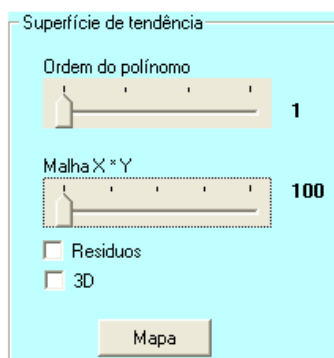 Superfície de tendência
Ordem do polínomo
1
Malha X * Y
100
Residuos
3D
Mapa